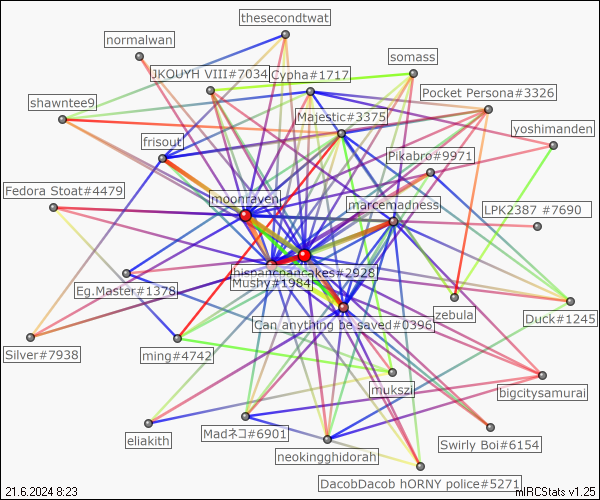 thesecondtwat
normalwan
somass
JKOUYH VIII#7034
Cypha#1717
Pocket Persona#3326
shawntee9
Majestic#3375
yoshimanden
frisout
Pikabro#9971
Fedora Stoat#4479
moonraven
marcemadness
LPK2387 #7690
hispancpaacakes#2928
Mushy#1984
Eg.Master#1378
zebula
Duck#1245
Can anything be saved#0396
Silver#7938
ming#4742
mukszii
bigcitysamurai
eliakith
Madネコ#6901
Swirly Boi#6154
neokingghidorah
DacobDacob hORNY police#5271
21.6.2024 8:23
mIRCStats v1.25